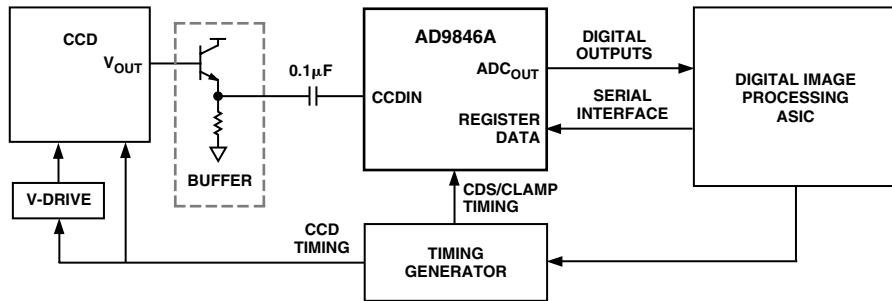 CCD
VOUT
BUFFER
V-DRIVE
0.1µF
AD9846A
CCDIN
ADCOUT
REGISTER
DATA
DIGITAL
OUTPUTS
SERIAL
INTERFACE
DIGITAL IMAGE
PROCESSING
ASIC
CDS/CLAMP
TIMING
CCD
TIMING
TIMING
GENERATOR